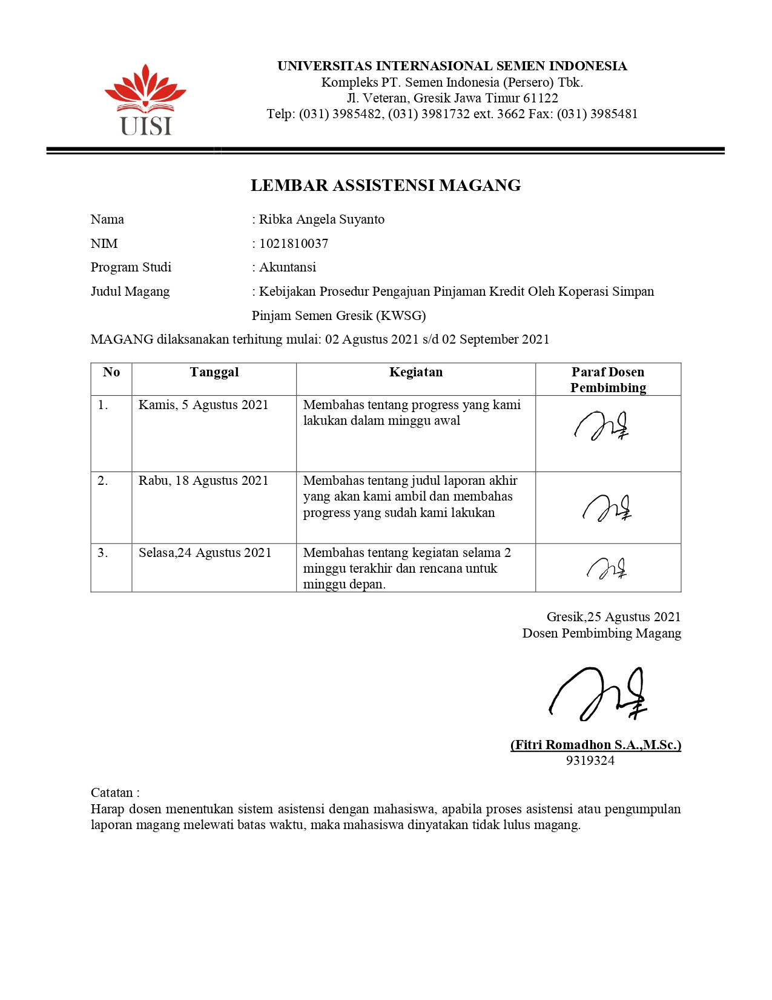 UNIVERSITAS INTERNASIONAL SEMEN INDONESIA
Kompleks PT. Semen Indonesia (Persero) Tbk.
Jl. Veteran, Gresik Jawa Timur 61122
Telp: (031) 3985482, (031) 3981732 ext. 3662 Fax: (031) 3985481
UISI
LEMBAR ASSISTENSI MAGANG
Nama : Ribka Angela Suyanto
NIM : 1021810037
Program Studi : Akuntansi
Judul Magang : Kebijakan Prosedur Pengajuan Pinjaman Kredit Oleh Koperasi Simpan
Pinjam Semen Gresik (KWSG)
MAGANG dilaksanakan terhitung mulai: 02 Agustus 2021 s/d 02 September 2021
No Tanggal Kegiatan Paraf Dosen
Pembimbing
1. Kamis, 5 Agustus 2021 Membahas tentang progress yang kami
lakukan dalam minggu awal
2. Rabu, 18 Agustus 2021 Membahas tentang judul laporan akhir
yang akan kami ambil dan membahas
progress yang sudah kami lakukan
3. Selasa,24 Agustus 2021 Membahas tentang kegiatan selama 2
minggu terakhir dan rencana untuk
minggu depan.
Gresik,25 Agustus 2021
Dosen Pembimbing Magang
(Fitri Romadhon S.A.,M.Sc.)
9319324
Catatan :
Harap dosen menentukan sistem asistensi dengan mahasiswa, apabila proses asistensi atau pengumpulan
laporan magang melewati batas waktu, maka mahasiswa dinyatakan tidak lulus magang.